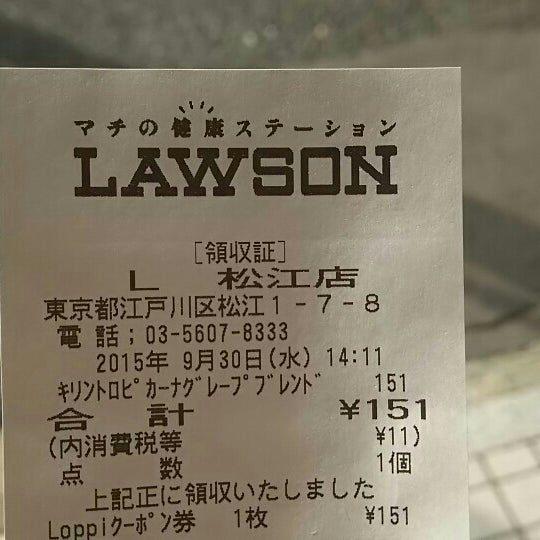 マチの健康ステーション
LAWSON
[領収証]
L 松江店
東京都江戸川区松江1-7-8
電話;03-5607-8333
2015年 9月30日(水) 14:11
ｷﾘﾝﾄﾛﾋﾟｶｰﾅｸﾞﾚｰﾌﾟﾌﾞﾚﾝﾄﾞ 151
合計 ¥151
(内消費税等 ¥11)
点数 1個
上記正に領収いたしました
Loppiｸｰﾎﾟﾝ券 1枚 ¥151